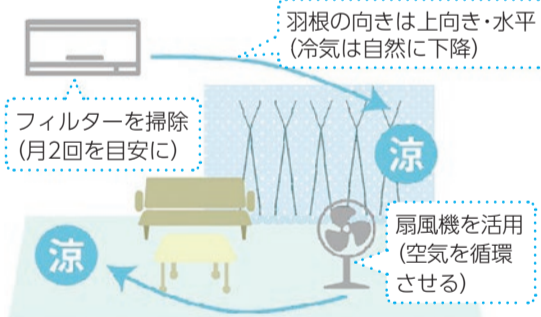 羽根の向きは上向き・水平
(冷気は自然に下降)
フィルターを掃除
(月2回を目安に)
涼
扇風機を活用
(空気を循環
させる)
涼